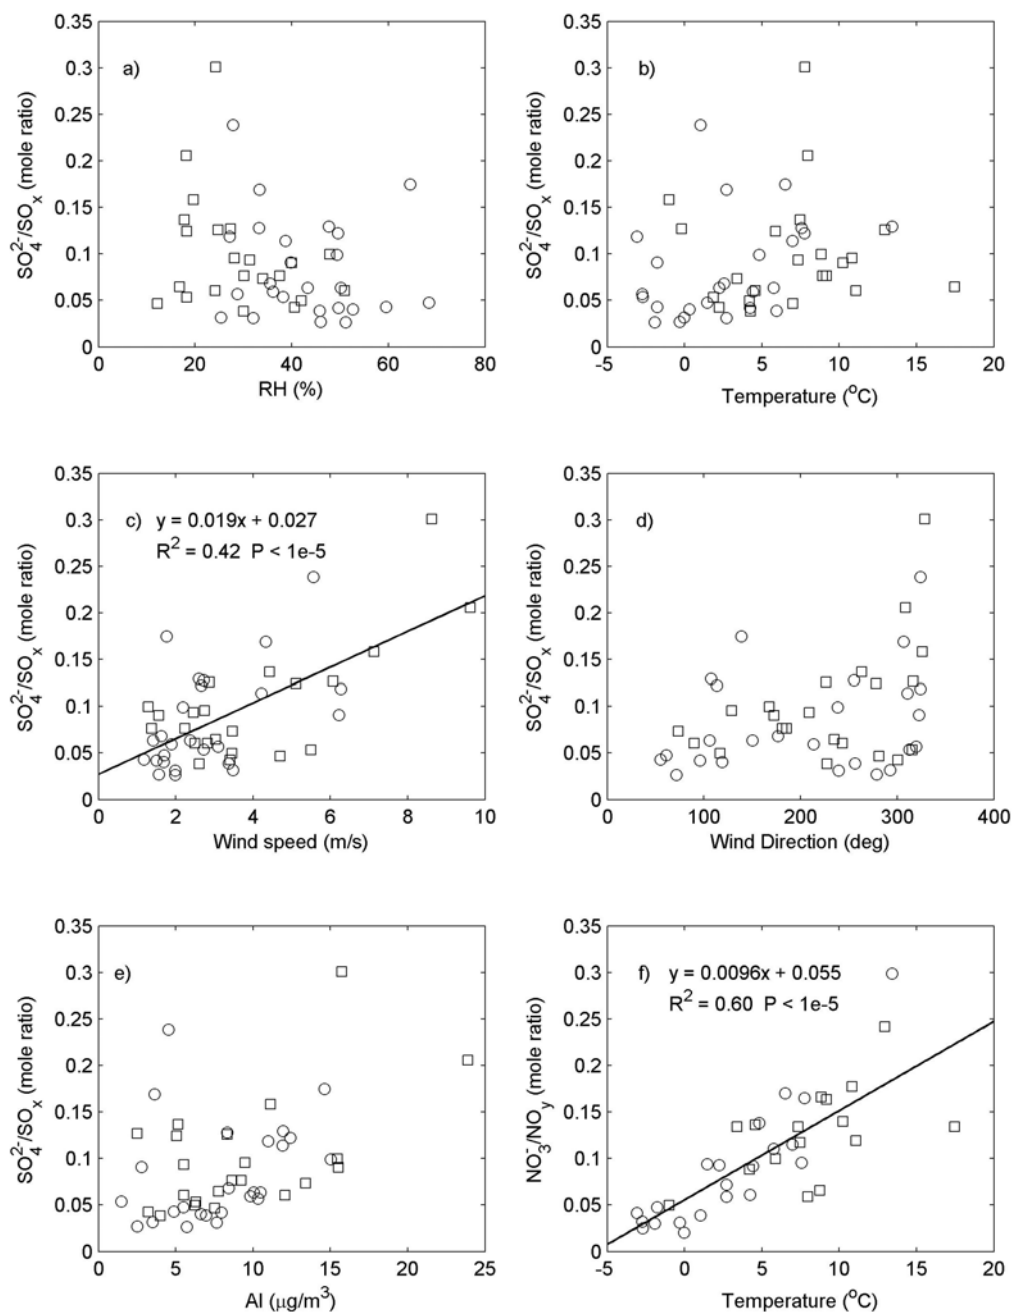 a)
0.35
0.3
0.25
0.2
0.15
0.1
0.05
0
0 20 40 60 80
SO₄²⁻/SOₓ (mole ratio)
RH (%)
b)
0.35
0.3
0.25
0.2
0.15
0.1
0.05
0
-5 0 5 10 15 20
SO₄²⁻/SOₓ (mole ratio)
Temperature (°C)
c) y = 0.019x + 0.027
R² = 0.42 P < 1e-5
0.35
0.3
0.25
0.2
0.15
0.1
0.05
0
0 2 4 6 8 10
SO₄²⁻/SOₓ (mole ratio)
Wind speed (m/s)
d)
0.35
0.3
0.25
0.2
0.15
0.1
0.05
0
0 100 200 300 400
SO₄²⁻/SOₓ (mole ratio)
Wind Direction (deg)
e)
0.35
0.3
0.25
0.2
0.15
0.1
0.05
0
0 5 10 15 20 25
SO₄²⁻/SOₓ (mole ratio)
Al (μg/m³)
f) y = 0.0096x + 0.055
R² = 0.60 P < 1e-5
0.35
0.3
0.25
0.2
0.15
0.1
0.05
0
-5 0 5 10 15 20
NO₃⁻/NOy (mole ratio)
Temperature (°C)